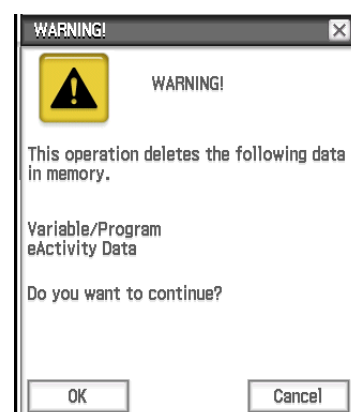 WARNING!
WARNING!
This operation deletes the following data
in memory.
Variable/Program
eActivity Data
Do you want to continue?
OK
Cancel